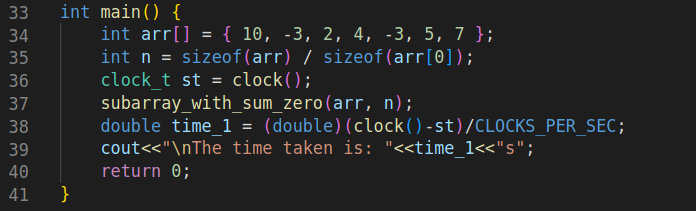 33 int main() {
34     int arr[] = { 10, -3, 2, 4, -3, 5, 7 };
35     int n = sizeof(arr) / sizeof(arr[0]);
36     clock_t st = clock();
37     subarray_with_sum_zero(arr, n);
38     double time_1 = (double)(clock()-st)/CLOCKS_PER_SEC;
39     cout<<"\nThe time taken is: "<<time_1<<"s";
40     return 0;
41 }